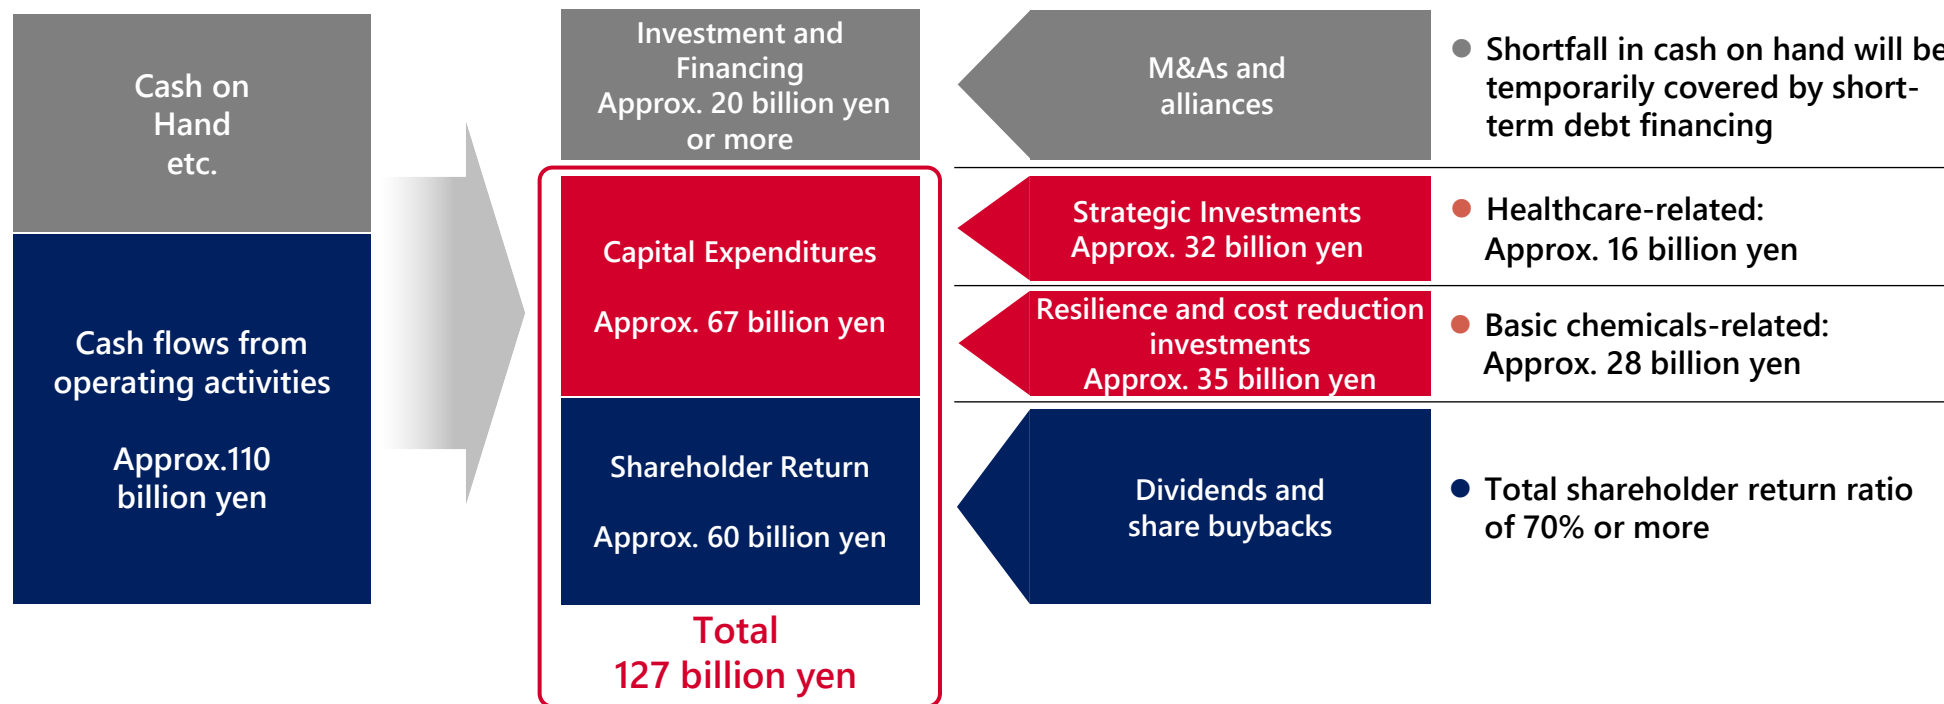 Cash on
Hand
etc.
Cash flows from
operating activities
Approx.110
billion yen
Investment and
Financing
Approx. 20 billion yen
or more
Capital Expenditures
Approx. 67 billion yen
Shareholder Return
Approx. 60 billion yen
Total
127 billion yen
M&As and
alliances
Strategic Investments
Approx. 32 billion yen
Resilience and cost reduction
investments
Approx. 35 billion yen
Dividends and
share buybacks
● Shortfall in cash on hand will be
temporarily covered by short-
term debt financing
● Healthcare-related:
Approx. 16 billion yen
● Basic chemicals-related:
Approx. 28 billion yen
● Total shareholder return ratio
of 70% or more